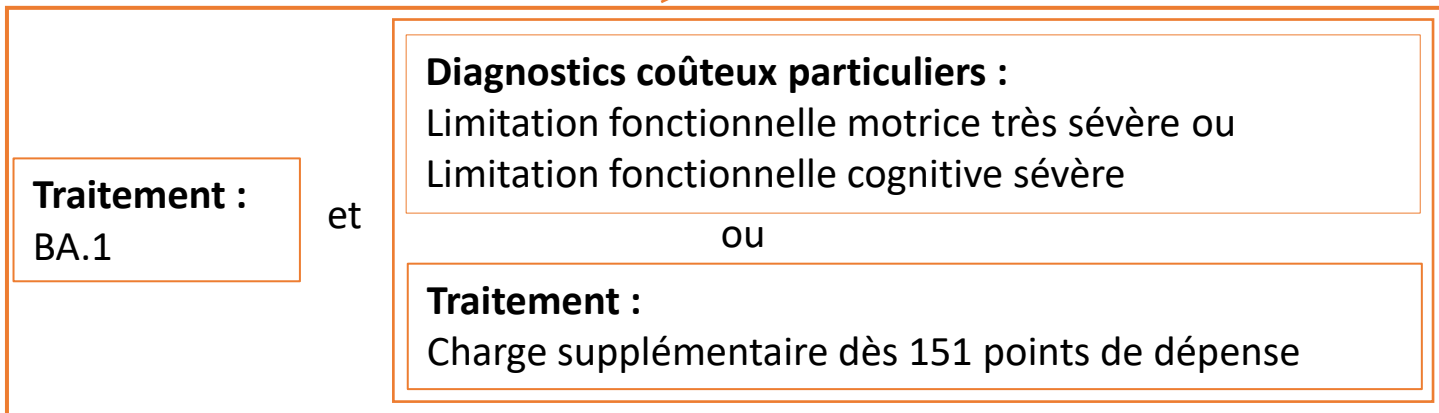 Traitement :
BA.1
et
Diagnostics coûteux particuliers :
Limitation fonctionnelle motrice très sévère ou
Limitation fonctionnelle cognitive sévère
ou
Traitement :
Charge supplémentaire dès 151 points de dépense